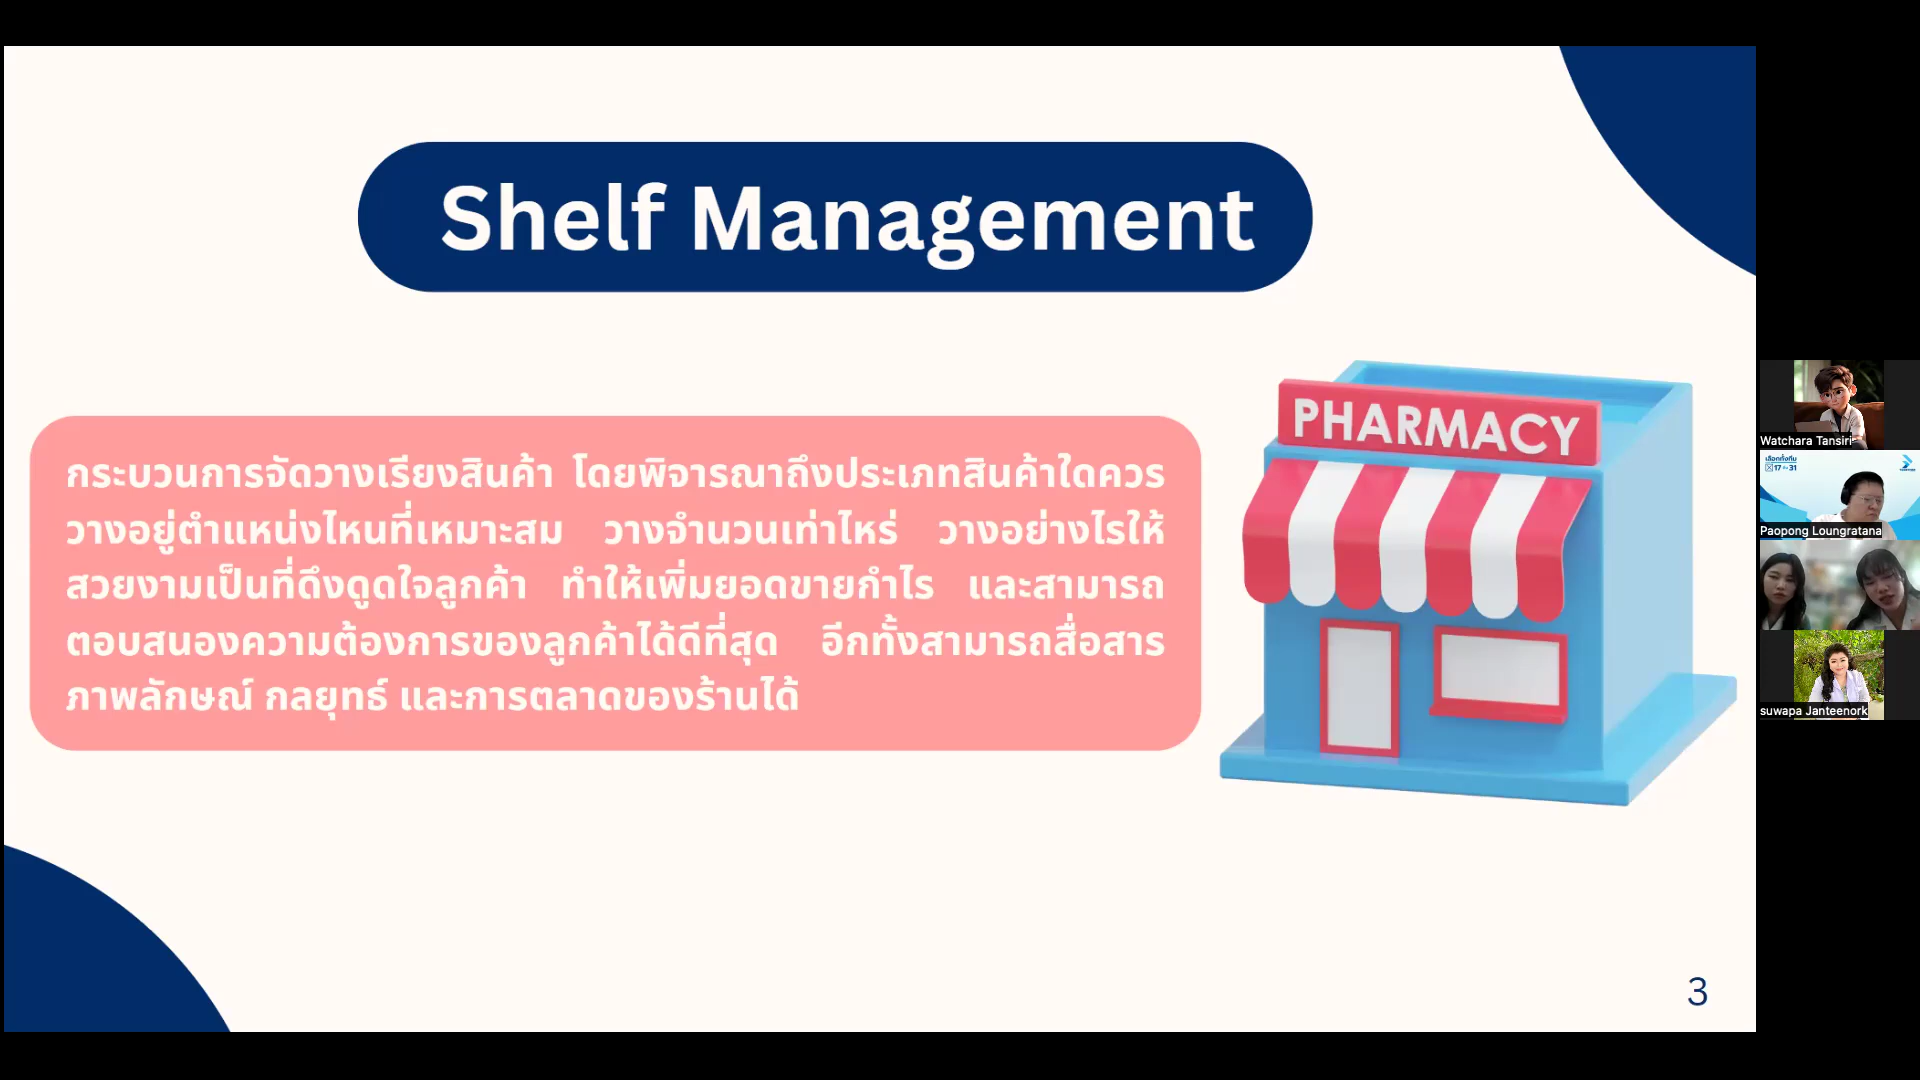 Shelf Management
กระบวนการจัดวางเรียงสินค้า โดยพิจารณาถึงประเภทสินค้าใดควร
วางอยู่ตำแหน่งไหนที่เหมาะสม วางจำนวนเท่าไหร่ วางอย่างไรให้
สวยงามเป็นที่ดึงดูดใจลูกค้า ทำให้เพิ่มยอดขายกำไร และสามารถ
ตอบสนองความต้องการของลูกค้าได้ดีที่สุด อีกทั้งสามารถสื่อสาร
ภาพลักษณ์ กลยุทธ์ และการตลาดของร้านได้
PHARMACY
3
Watchara Tansiri
เลือกทั้งทีม
17 31
Paopong Loungratana
suwapa Janteenork